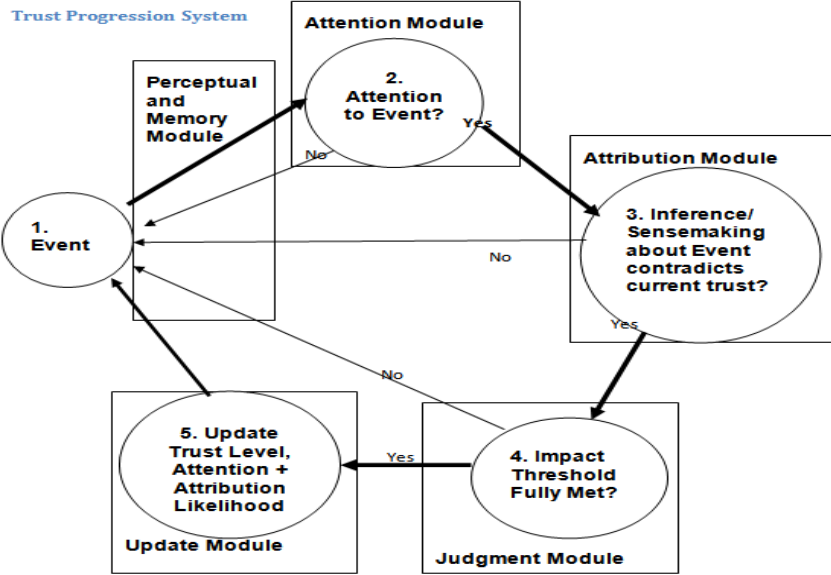 Trust Progression System
Attention Module
Perceptual
and
Memory
Module
2.
Attention
to Event?
Yes
No
Attribution Module
1.
Event
3. Inference/
Sensemaking
about Event
contradicts
current trust?
No
Yes
No
5. Update
Trust Level,
Attention +
Attribution
Likelihood
Yes
4. Impact
Threshold
Fully Met?
Update Module
Judgment Module